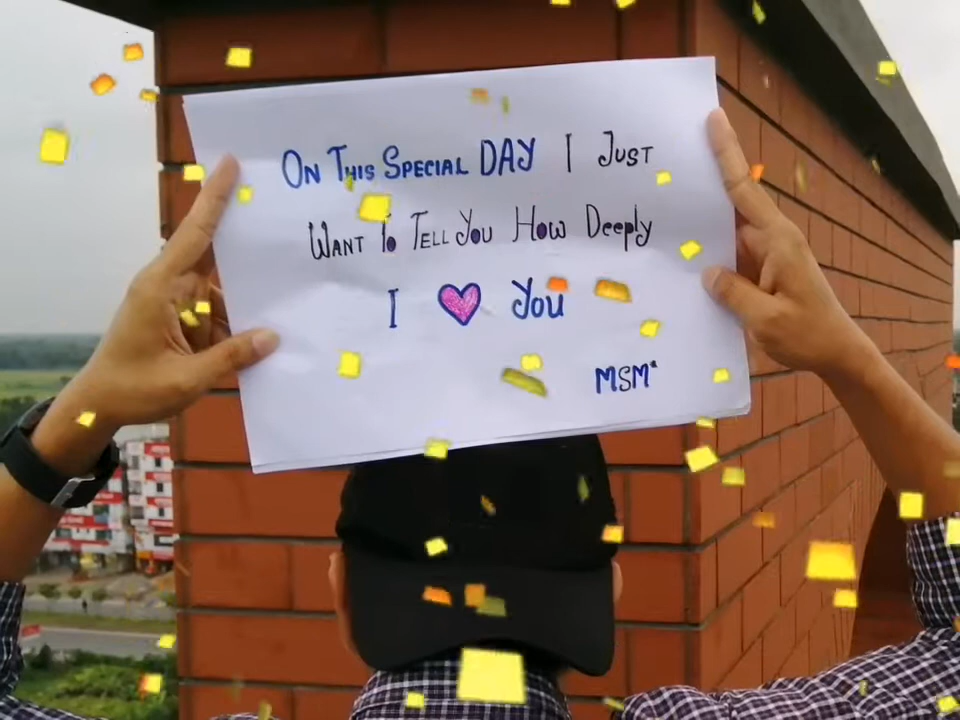 On This Special DAY I Just
Want To Tell You How Deeply
I ♥ You
MSM